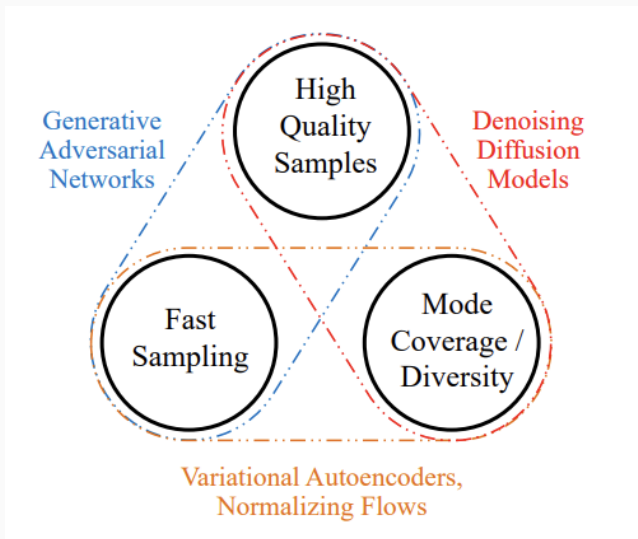 High
Quality
Samples
Generative
Adversarial
Networks
Denoising
Diffusion
Models
Fast
Sampling
Mode
Coverage /
Diversity
Variational Autoencoders,
Normalizing Flows